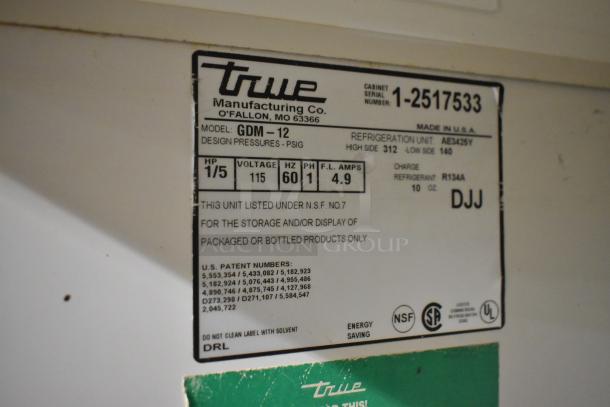 true
Manufacturing Co.
O'FALLON, MO 63366
CABINET SERIAL NUMBER: 1-2517533
MADE IN U.S.A.
MODEL: GDM-12
REFRIGERATION UNIT AE3425Y
DESIGN PRESSURES - PSIG HIGH SIDE 312 -LOW SIDE 140
HP VOLTAGE HZ PH F.L. AMPS
1/5 115 60 1 4.9
CHARGE
REFRIGERANT R134A
10 OZ.
DJJ
THIS UNIT LISTED UNDER N.S.F. NO.7
FOR THE STORAGE AND/OR DISPLAY OF
PACKAGED OR BOTTLED PRODUCTS ONLY
AUCTION GROUP
U.S. PATENT NUMBERS:
5,553,354 / 5,433,082 / 5,182,923
5,182,924 / 5,076,443 / 4,955,486
4,890,746 / 4,875,745 / 4,127,968
D273,298 / D271,107 / 5,584,547
2,045,722
DO NOT CLEAN LABEL WITH SOLVENT
DRL
ENERGY
SAVING
NSF
SA
LISTED
UL
true
THIS!